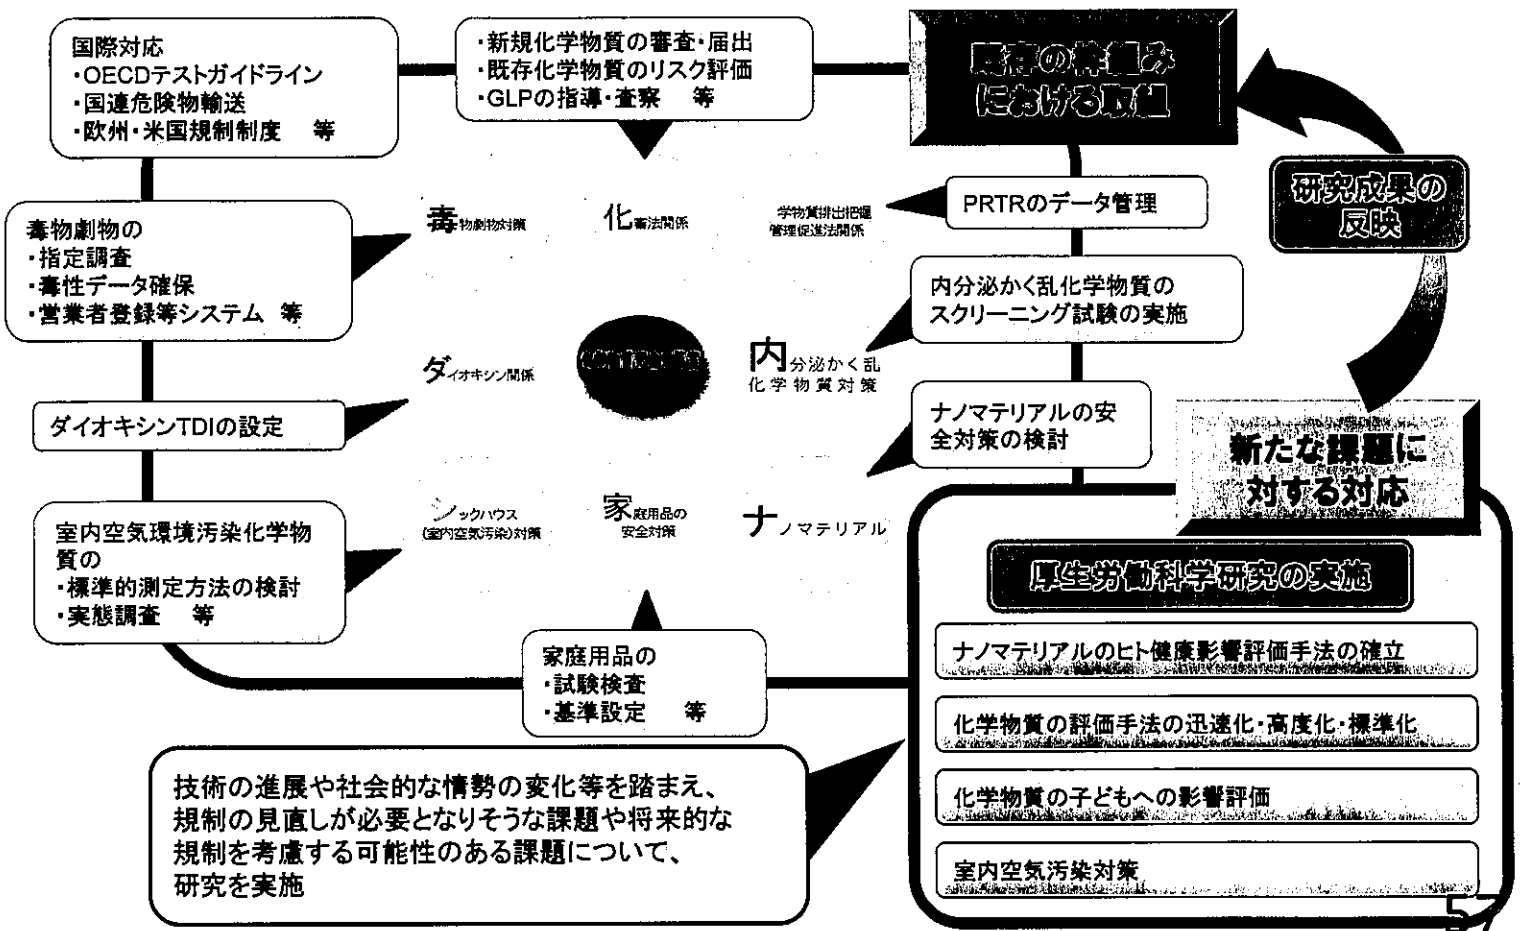 国際対応
・OECDテストガイドライン
・国連危険物輸送
・欧州・米国規制制度 等
・新規化学物質の審査・届出
・既存化学物質のリスク評価
・GLPの指導・査察 等
既存の枠組み
における取組
研究成果の
反映
毒物劇物の
・指定調査
・毒性データ確保
・営業者登録等システム 等
毒物劇物対策
化審法関係
学物質排出把握
管理促進法関係
PRTRのデータ管理
内分泌かく乱化学物質の
スクリーニング試験の実施
ダイオキシン関係
内分泌かく乱
化学物質対策
ダイオキシンTDIの設定
ナノマテリアルの安
全対策の検討
新たな課題に
対する対応
室内空気環境汚染化学物
質の
・標準的測定方法の検討
・実態調査 等
シックハウス
(室内空気汚染)対策
家庭用品の
安全対策
ナノマテリアル
家庭用品の
・試験検査
・基準設定 等
厚生労働科学研究の実施
ナノマテリアルのヒト健康影響評価手法の確立
化学物質の評価手法の迅速化・高度化・標準化
化学物質の子どもへの影響評価
室内空気汚染対策
技術の進展や社会的な情勢の変化等を踏まえ、
規制の見直しが必要となりそうな課題や将来的な
規制を考慮する可能性のある課題について、
研究を実施
57